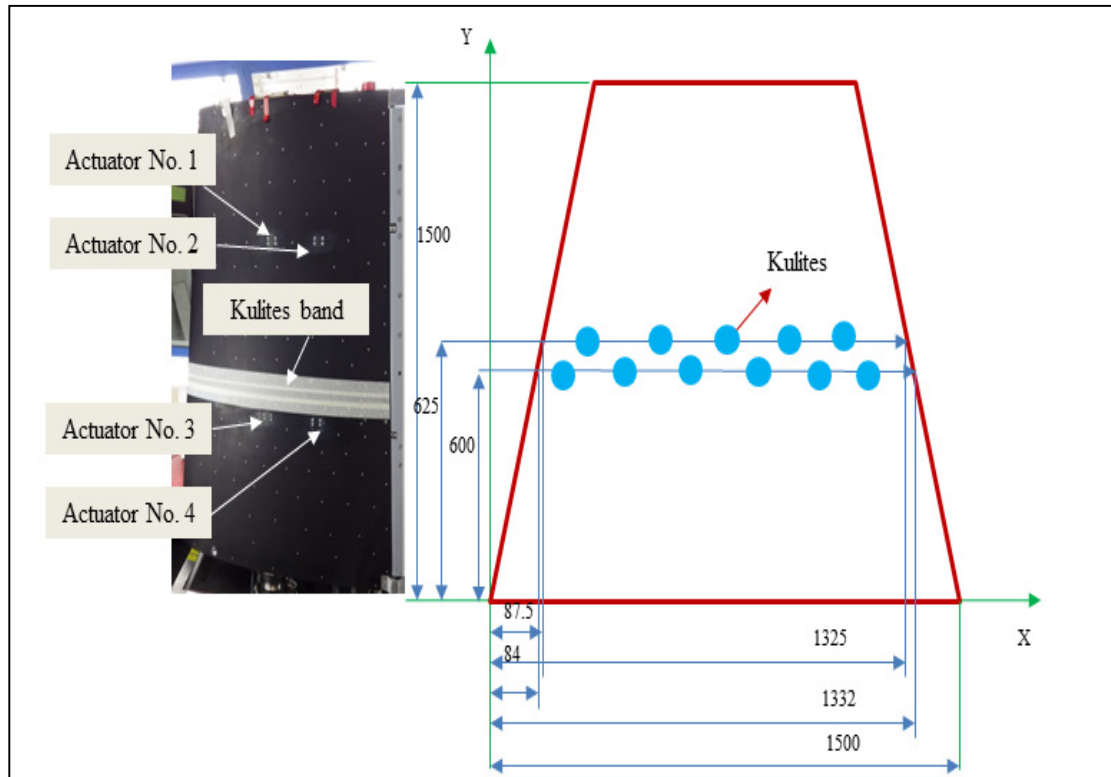 Y
Actuator No. 1
Actuator No. 2
1500
Kulites
Kulites band
625
Actuator No. 3
600
Actuator No. 4
87.5
X
1325
84
1332
1500